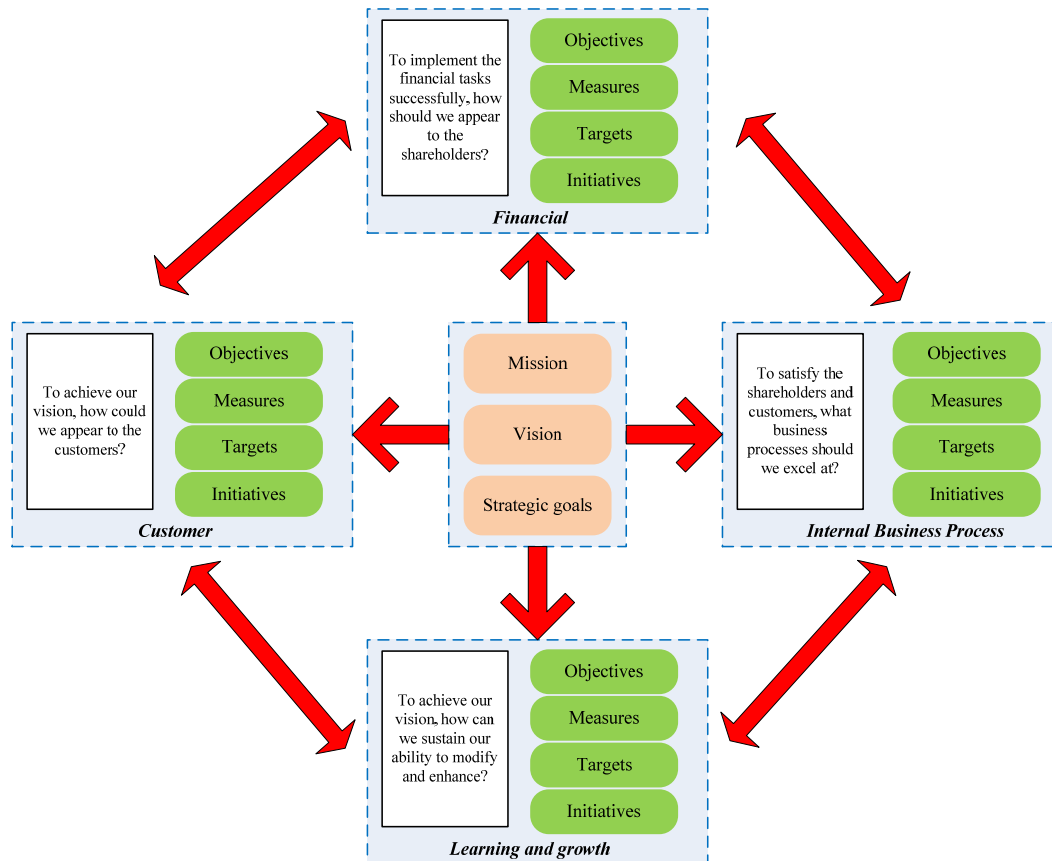 To implement the
financial tasks
successfully, how
should we appear
to the
shareholders?
Objectives
Measures
Targets
Initiatives
Financial
To achieve our
vision, how could
we appear to the
customers?
Objectives
Measures
Targets
Initiatives
Customer
Mission
Vision
Strategic goals
To satisfy the
shareholders and
customers, what
business
processes should
we excel at?
Objectives
Measures
Targets
Initiatives
Internal Business Process
To achieve our
vision, how can
we sustain our
ability to modify
and enhance?
Objectives
Measures
Targets
Initiatives
Learning and growth